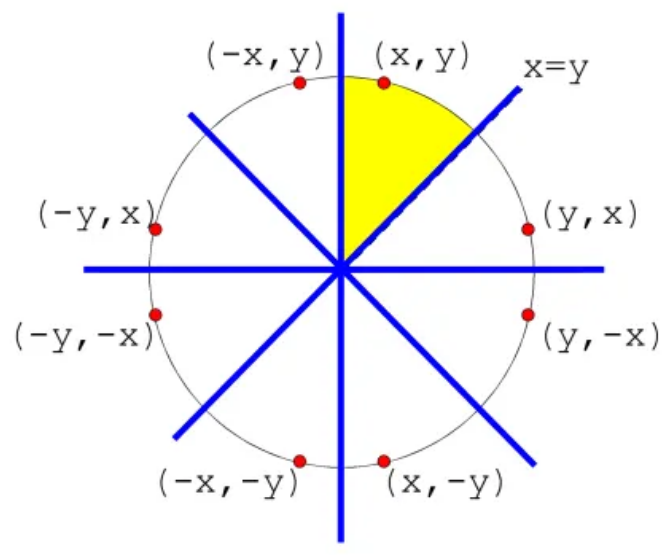 (-x,y) (x,y)
x=y
(-y,x) (y,x)
(-y,-x) (y,-x)
(-x,-y) (x,-y)